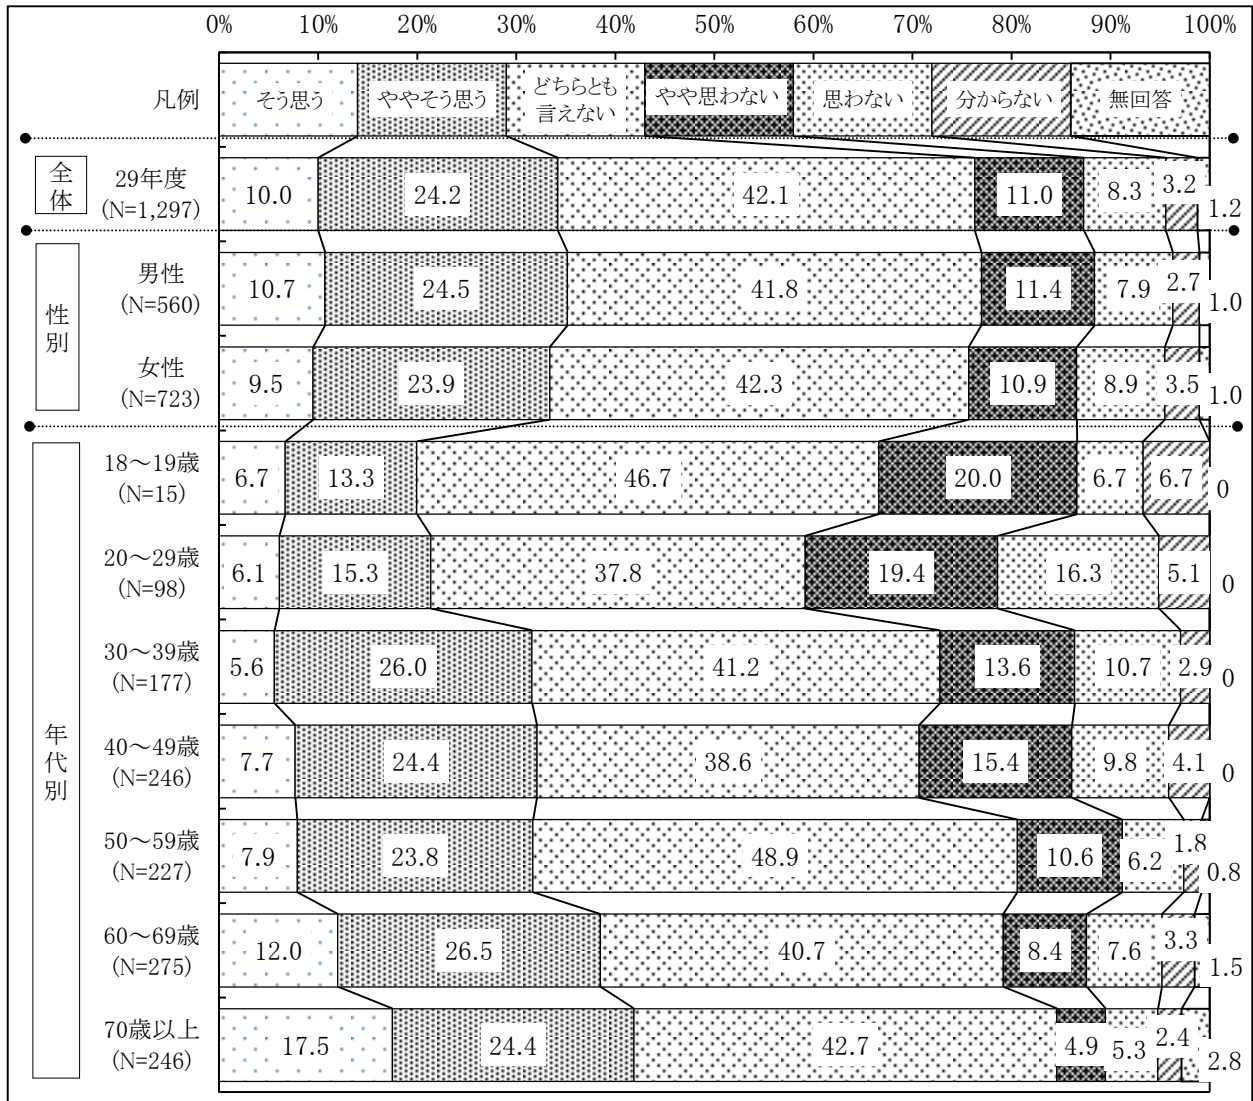 0% 10% 20% 30% 40% 50% 60% 70% 80% 90% 100%
凡例 そう思う ややそう思う どちらとも言えない やや思わない 思わない 分からない 無回答
全体
29年度
(N=1,297)
10.0 24.2 42.1 11.0 8.3 3.2 1.2
性別
男性
(N=560)
10.7 24.5 41.8 11.4 7.9 2.7 1.0
女性
(N=723)
9.5 23.9 42.3 10.9 8.9 3.5 1.0
年代別
18～19歳
(N=15)
6.7 13.3 46.7 20.0 6.7 6.7 0
20～29歳
(N=98)
6.1 15.3 37.8 19.4 16.3 5.1 0
30～39歳
(N=177)
5.6 26.0 41.2 13.6 10.7 2.9 0
40～49歳
(N=246)
7.7 24.4 38.6 15.4 9.8 4.1 0
50～59歳
(N=227)
7.9 23.8 48.9 10.6 6.2 1.8 0.8
60～69歳
(N=275)
12.0 26.5 40.7 8.4 7.6 3.3 1.5
70歳以上
(N=246)
17.5 24.4 42.7 4.9 5.3 2.4 2.8